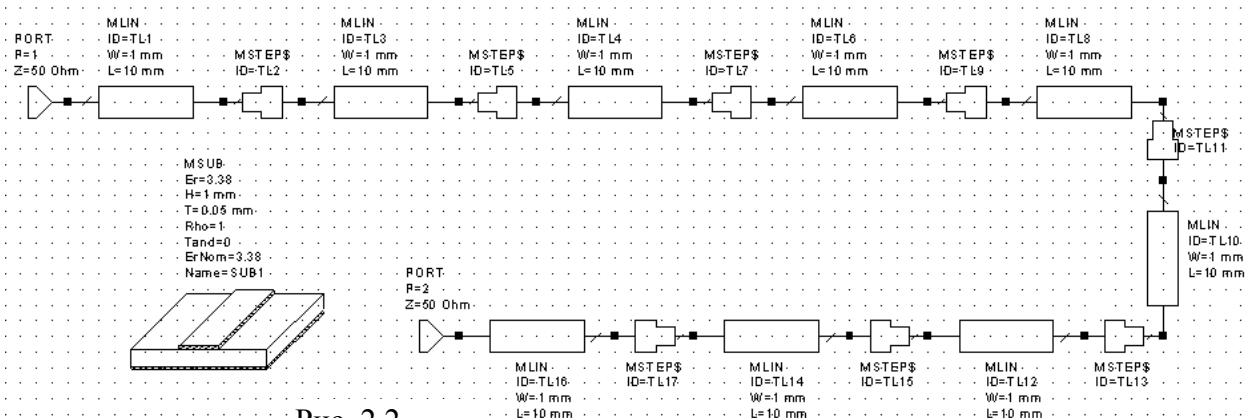 PORT
P=1
Z=50 Ohm
MLIN
ID=TL1
W=1 mm
L=10 mm
MSTEP$
ID=TL2
MLIN
ID=TL3
W=1 mm
L=10 mm
MSTEP$
ID=TL5
MLIN
ID=TL4
W=1 mm
L=10 mm
MSTEP$
ID=TL7
MLIN
ID=TL6
W=1 mm
L=10 mm
MSTEP$
ID=TL9
MLIN
ID=TL8
W=1 mm
L=10 mm
MSTEP$
ID=TL11
MSUB
Er=3.38
H=1 mm
T=0.05 mm
Rho=1
Tand=0
ErNom=3.38
Name=SUB1
MLIN
ID=TL10
W=1 mm
L=10 mm
PORT
P=2
Z=50 Ohm
MLIN
ID=TL16
W=1 mm
L=10 mm
MSTEP$
ID=TL17
MLIN
ID=TL14
W=1 mm
L=10 mm
MSTEP$
ID=TL15
MLIN
ID=TL12
W=1 mm
L=10 mm
MSTEP$
ID=TL13
Рис. 2.2